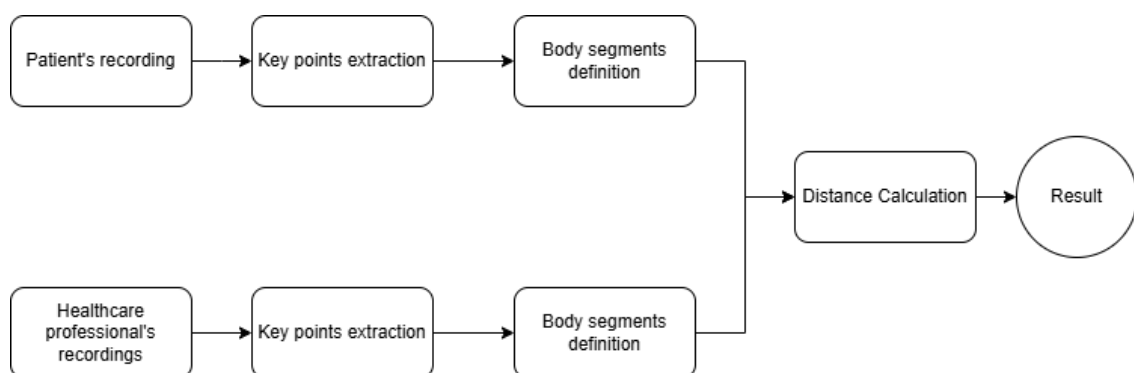 Patient's recording
Key points extraction
Body segments
definition
Distance Calculation
Result
Healthcare
professional's
recordings
Key points extraction
Body segments
definition